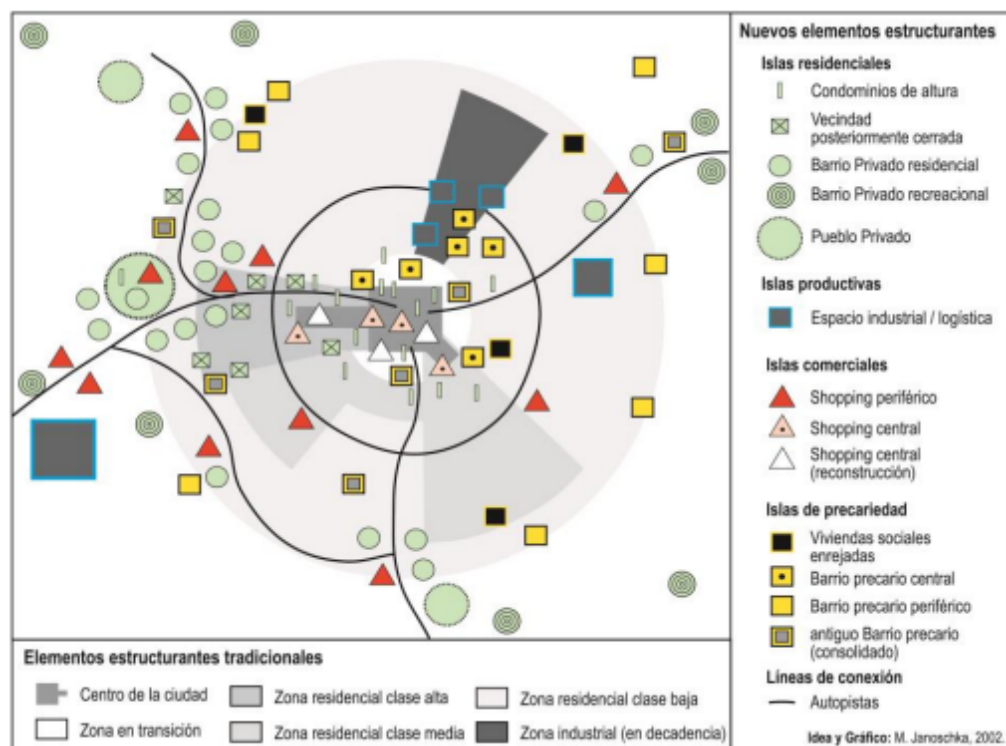 Nuevos elementos estructurantes
Islas residenciales
Condominios de altura
Vecindad
posteriormente cerrada
Barrio Privado residencial
Barrio Privado recreacional
Pueblo Privado
Islas productivas
Espacio industrial / logística
Islas comerciales
Shopping periférico
Shopping central
Shopping central
(reconstrucción)
Islas de precariedad
Viviendas sociales
enrejadas
Barrio precario central
Barrio precario periférico
antiguo Barrio precario
(consolidado)
Líneas de conexión
Autopistas
Idea y Gráfico: M. Janoschka, 2002
Elementos estructurantes tradicionales
Centro de la ciudad
Zona residencial clase alta
Zona residencial clase baja
Zona en transición
Zona residencial clase media
Zona industrial (en decadencia)